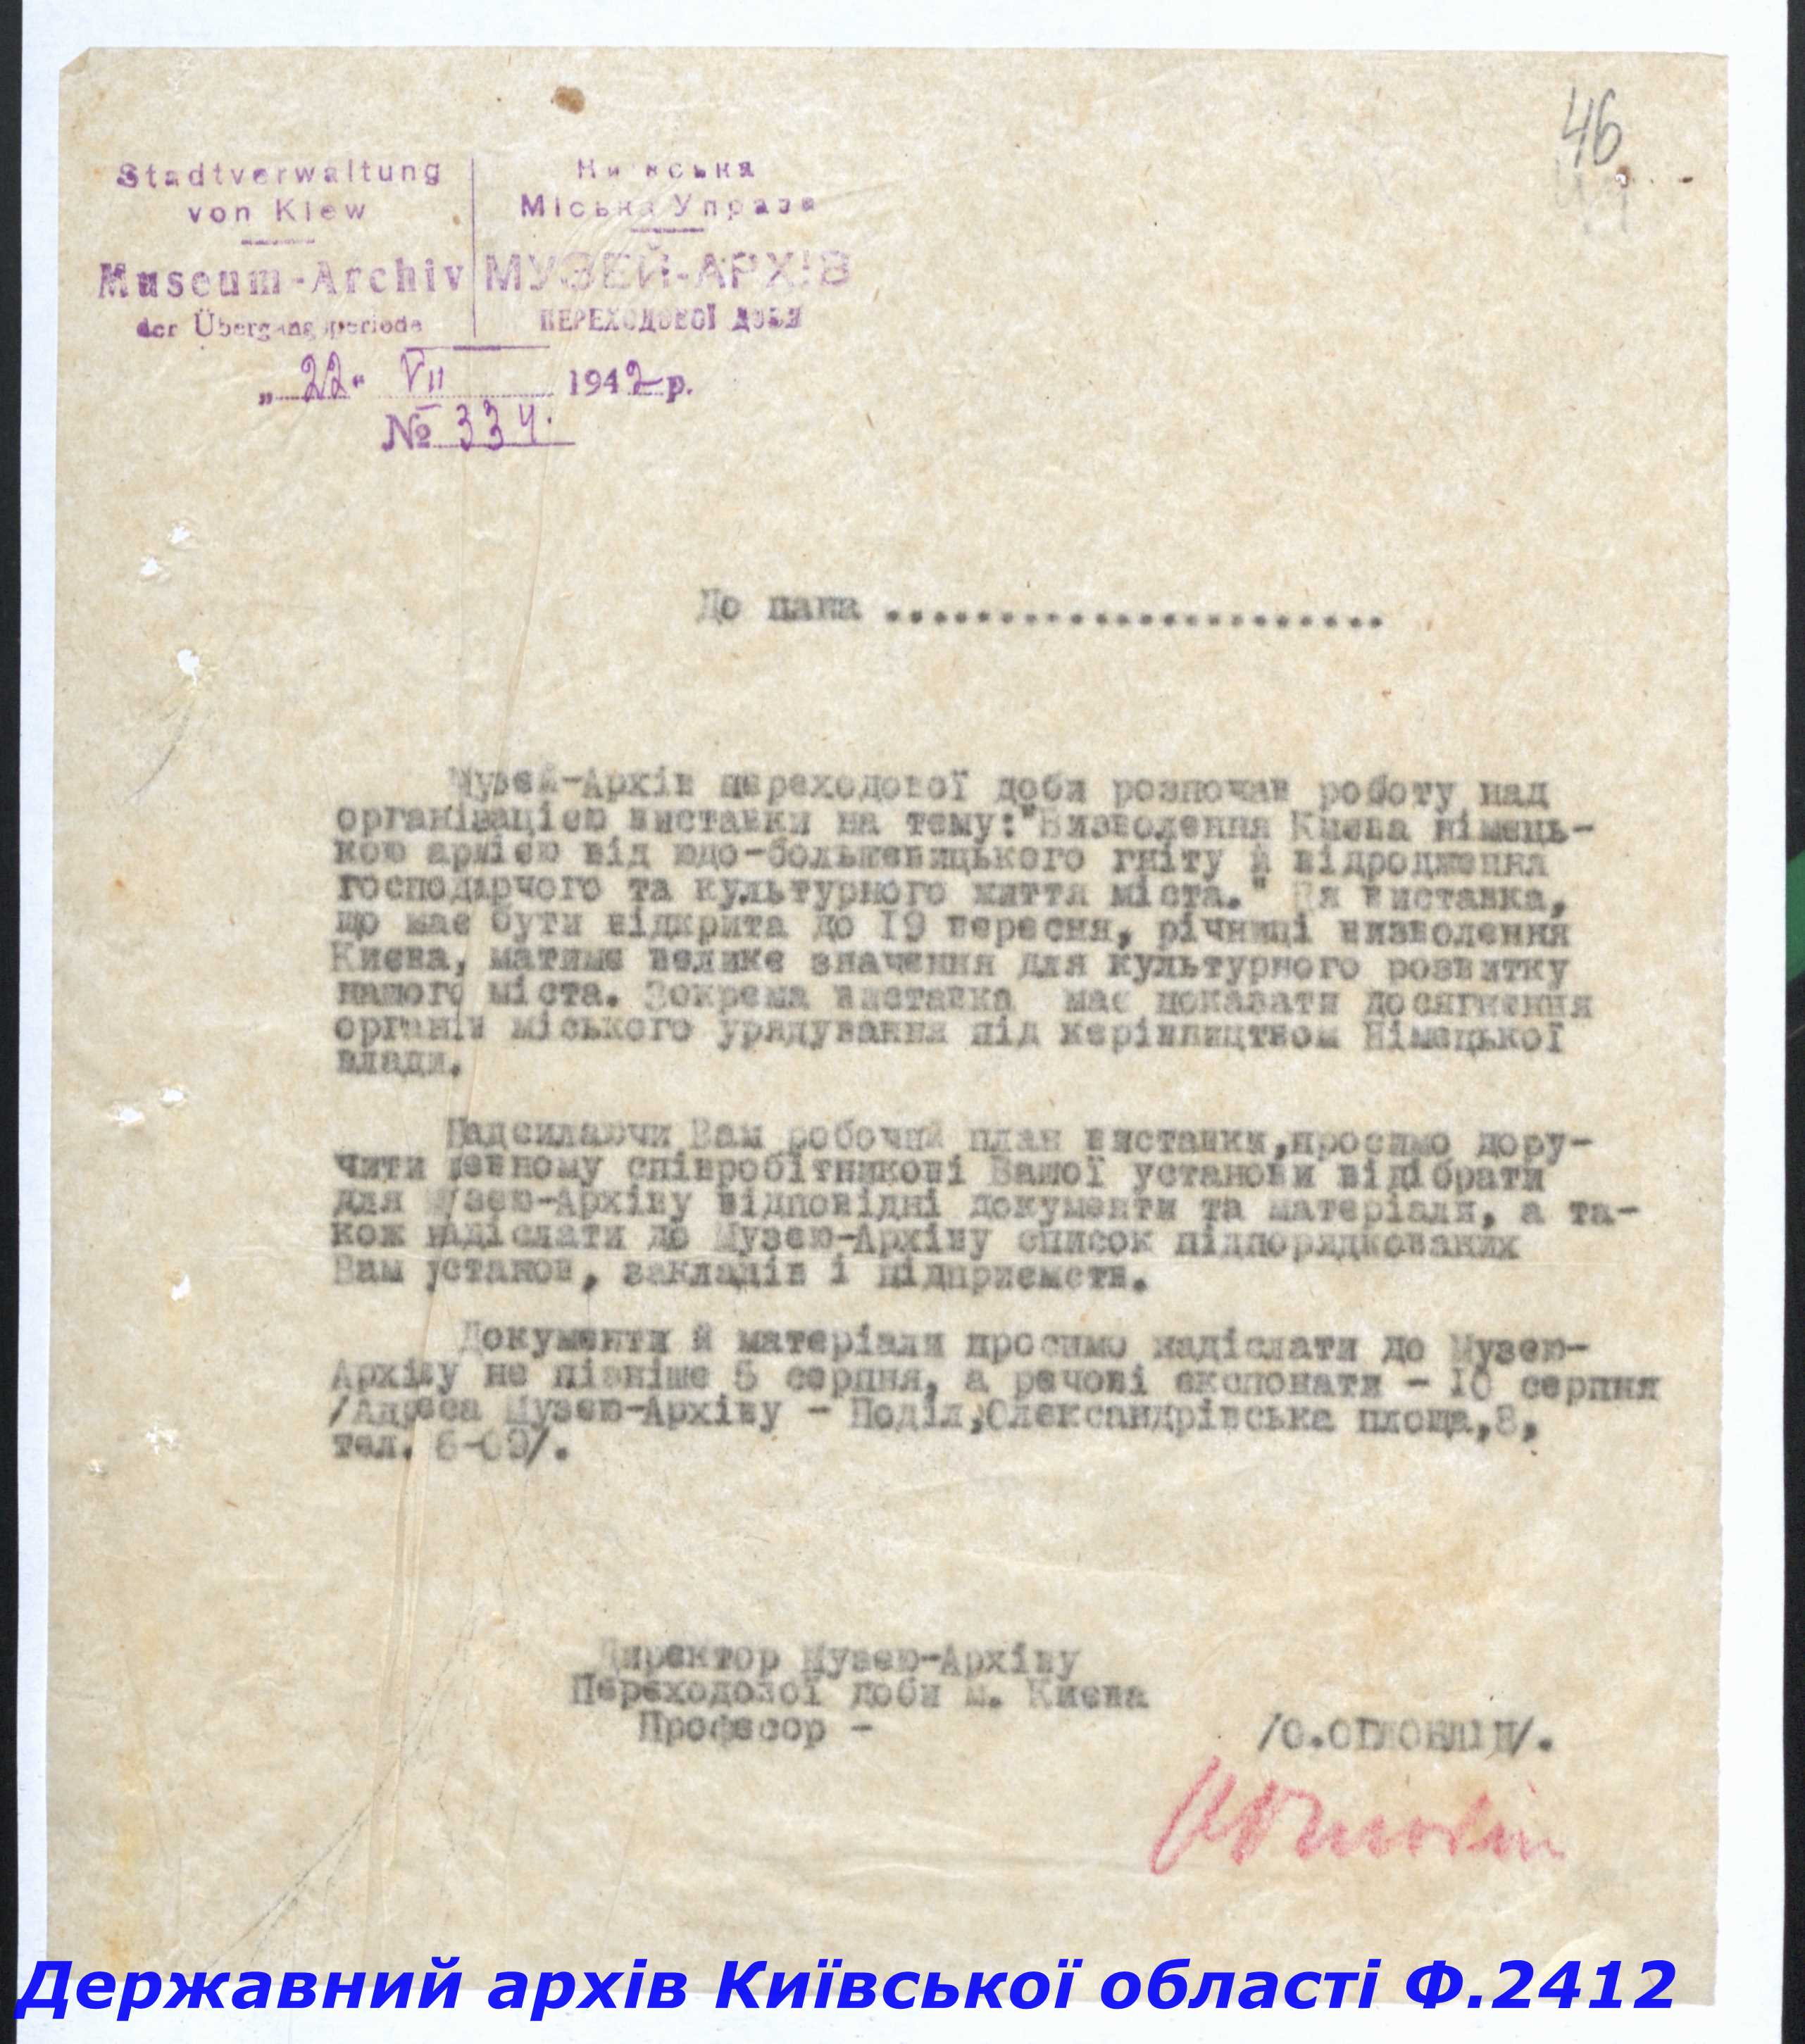 46
Stadtverwaltung
von Kiew
Museum-Archiv
der Übergangsperiode
Київська
Міська Управа
МУЗЕЙ-АРХІВ
ПЕРЕХОДОВОЇ ДОБИ
„ 22 " VII 1942 р.
№ 334.
До пана ........................
Музей-Архів переходової доби розпочав роботу над
організацією виставки на тему:"Визволення Києва німець-
кою армією від юдо-большевицького гніту й відродження
господарчого та культурного життя міста." Ця виставка,
що має бути відкрита до 19 вересня, річниці визволення
Києва, матиме велике значення для культурного розвитку
нашого міста. Зокрема виставка має показати досягнення
органів міського урядування під керівництвом Німецької
влади.
Надсилаючи Вам робочий план виставки,просимо дору-
чити певному співробітникові Вашої установи відібрати
для Музею-Архіву відповідні документи та матеріали, а та-
кож надіслати до Музею-Архіву список підпорядкованих
Вам установ, закладів і підприємств.
Документи й матеріали просимо надіслати до Музею-
Архіву не пізніше 5 серпня, а речові експонати - 10 серпня
/Адреса Музею-Архіву - Поділ,Олександрівська площа,8,
тел. 6-09/.
Директор Музею-Архіву
Переходової доби м. Києва
Професор -
/О.ОГЛОБЛІН/.
Державний архів Київської області Ф.2412